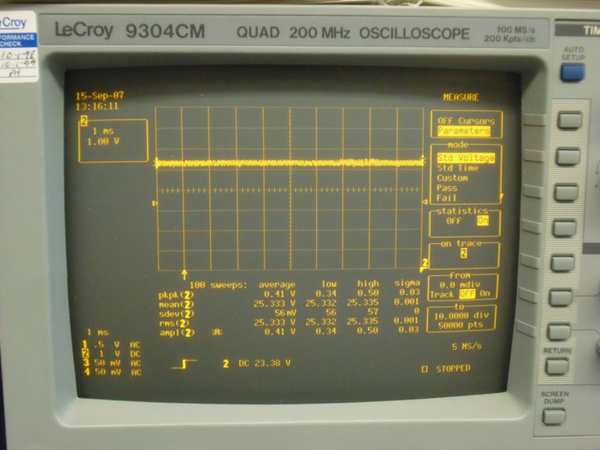 LeCroy 9304CM QUAD 200 MHz OSCILLOSCOPE 100 MS/s
200 Kpts/ch
LeCroy
PERFORMANCE
CHECK
TIM
AUTO
SETUP
15-Sep-07
13:16:11
2
1 ms
1.00 V
MEASURE
Off Cursors
Parameters
mode
Std Voltage
Std Time
Custom
Pass
Fail
statistics
Off On
on trace
2
from
0.0 mdiv
Track Off On
to
10.0000 div
50000 pts
2
100 sweeps: average low high sigma
pkpk(2) 0.41 V 0.34 0.50 0.03
mean(2) 25.333 V 25.332 25.335 0.001
sdev(2) 56 mV 56 57 0
rms(2) 25.333 V 25.332 25.335 0.001
ampl(2) 0.41 V 0.34 0.50 0.03
1 ms
1 .5 V AC
2 1 V DC
3 50 mV AC
4 50 mV AC
2 DC 23.38 V
5 MS/s
STOPPED
RETURN
SCREEN
DUMP